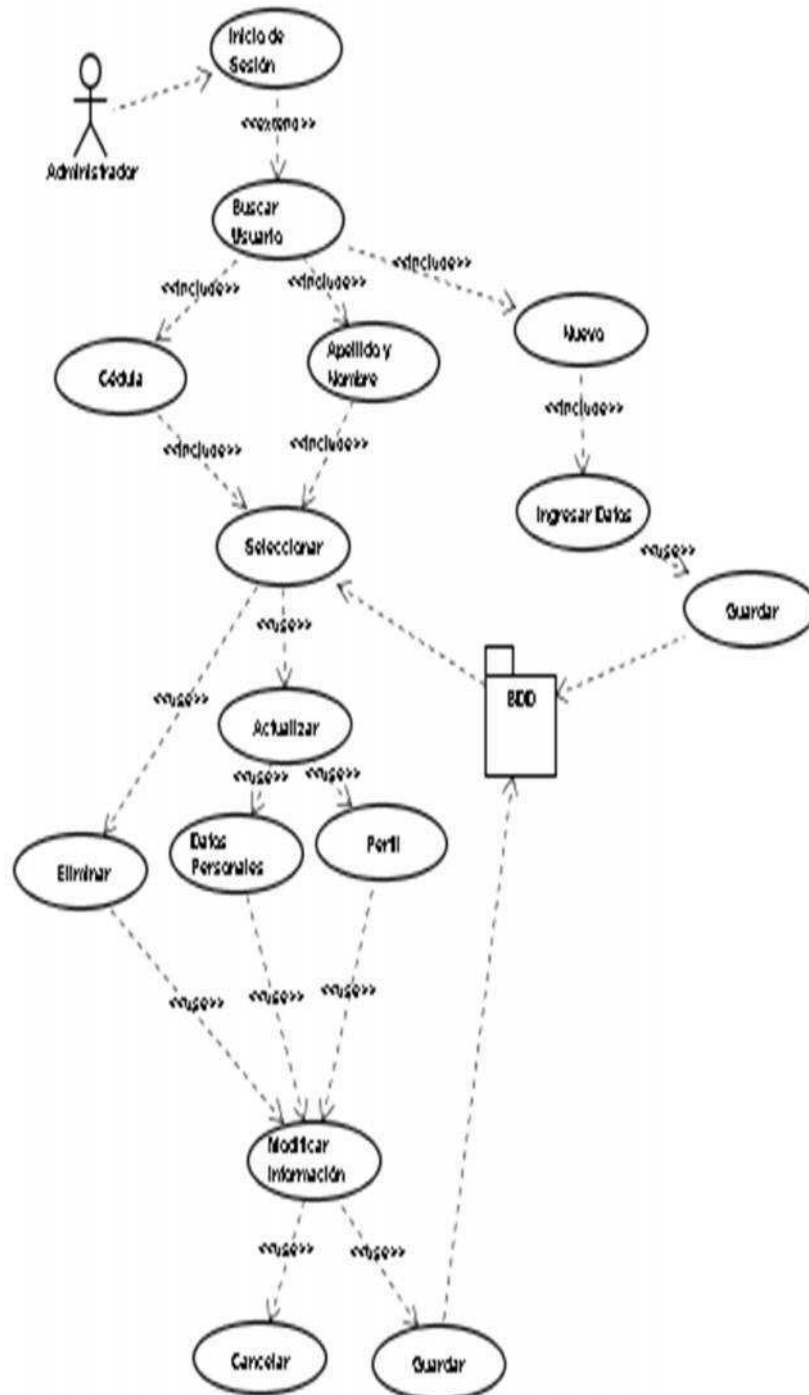 Inicio de
Sesión
Administrador
<<extend>>
Buscar
Usuario
<<include>>
<<include>>
<<include>>
Cédula
Apellido y
Nombre
Nuevo
<<include>>
<<include>>
<<include>>
Seleccionar
Ingresar Datos
<<use>>
Guardar
<<use>>
<<use>>
BDD
Actualizar
<<use>>
<<use>>
Eliminar
Datos
Personales
Perfil
<<use>>
<<use>>
<<use>>
Modificar
Información
<<use>>
<<use>>
Cancelar
Guardar